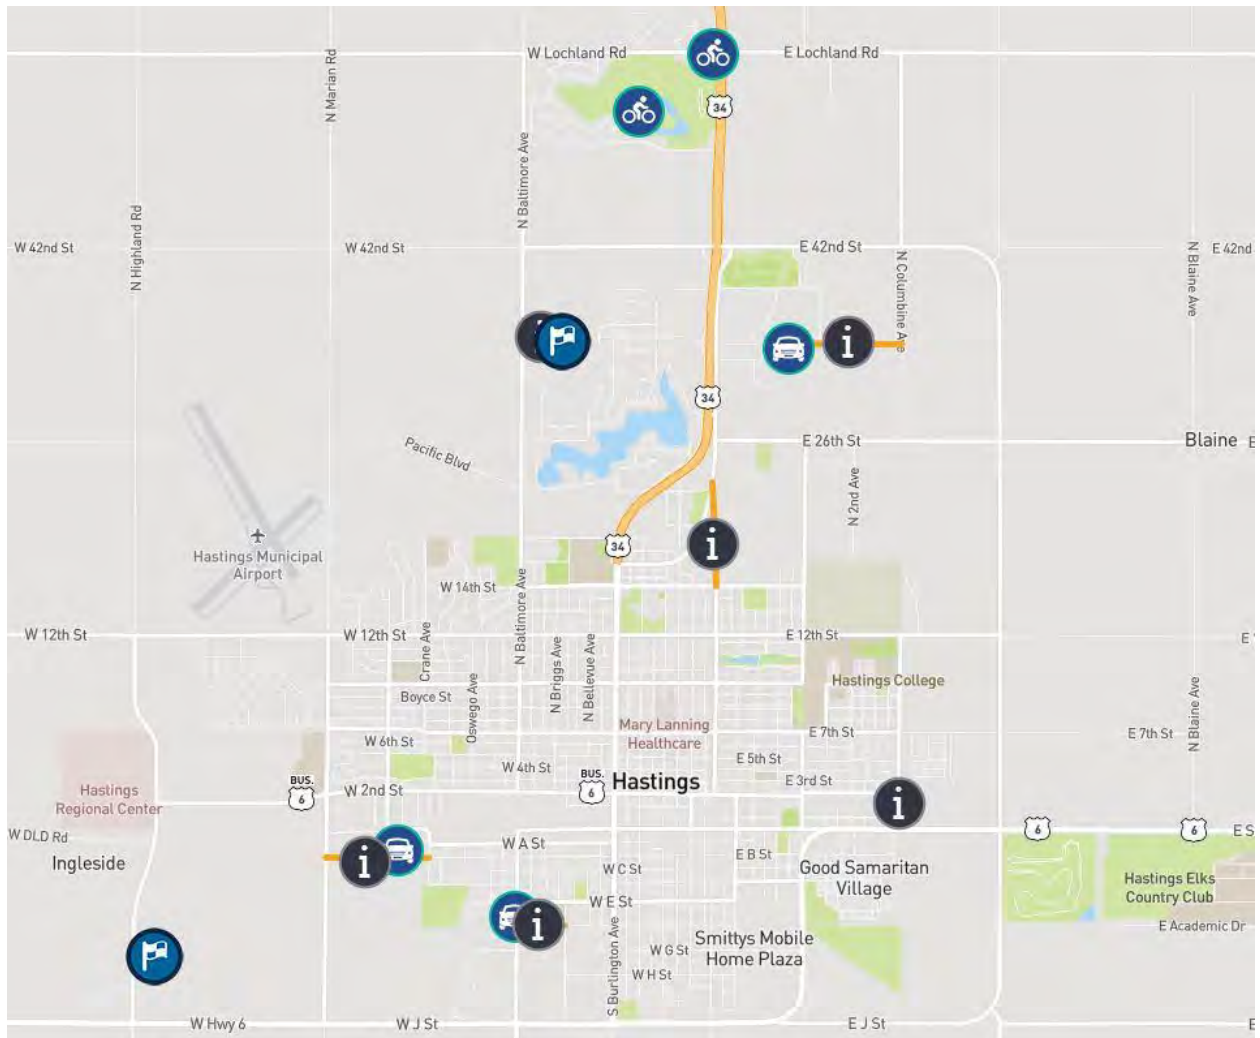 W Lochland Rd
E Lochland Rd
N Marian Rd
34
N Baltimore Ave
N Highland Rd
W 42nd St
W 42nd St
E 42nd St
N Columbine Ave
N Blaine Ave
E 42nd
i
34
Pacific Blvd
E 26th St
Blaine
E
N 2nd Ave
Hastings Municipal
Airport
34
i
W 14th St
N Baltimore Ave
W 12th St
W 12th St
E 12th St
E
Crane Ave
N Briggs Ave
N Bellevue Ave
Oswego Ave
Boyce St
Hastings College
N Blaine Ave
Mary Lanning
Healthcare
W 6th St
E 7th St
E 7th St
W 4th St
E 5th St
BUS.
6
BUS.
6
Hastings
E 3rd St
Hastings
Regional Center
W 2nd St
i
W DLD Rd
6
6
E S
Ingleside
i
W A St
E B St
W C St
Good Samaritan
Village
Hastings Elks
Country Club
W E St
i
E Academic Dr
S Burlington Ave
W G St
Smittys Mobile
Home Plaza
W H St
W Hwy 6
W J St
E J St
E